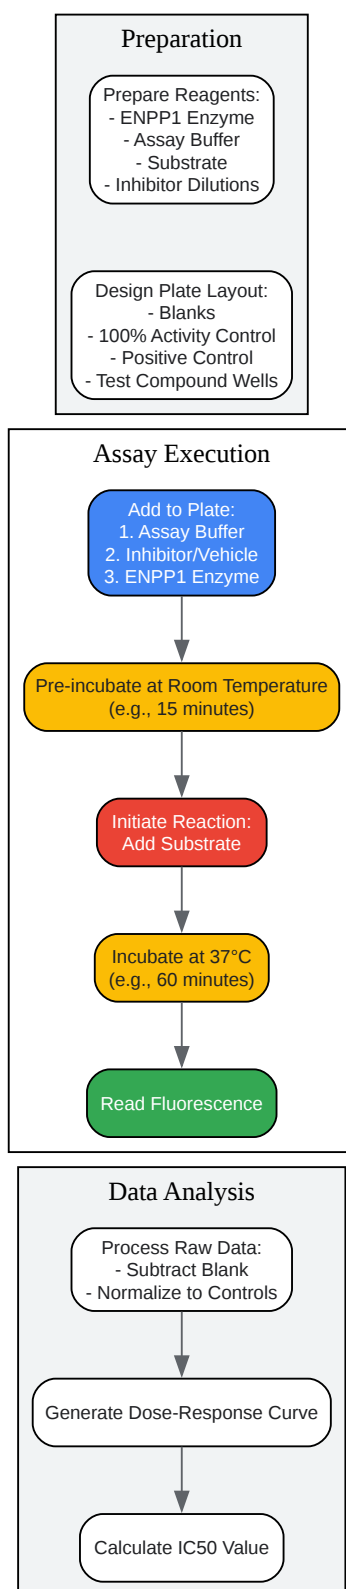 Preparation
Prepare Reagents:
- ENPP1 Enzyme
- Assay Buffer
- Substrate
- Inhibitor Dilutions
Design Plate Layout:
- Blanks
- 100% Activity Control
- Positive Control
- Test Compound Wells
Assay Execution
Add to Plate:
1. Assay Buffer
2. Inhibitor/Vehicle
3. ENPP1 Enzyme
Pre-incubate at Room Temperature
(e.g., 15 minutes)
Initiate Reaction:
Add Substrate
Incubate at 37°C
(e.g., 60 minutes)
Read Fluorescence
Data Analysis
Process Raw Data:
- Subtract Blank
- Normalize to Controls
Generate Dose-Response Curve
Calculate IC50 Value